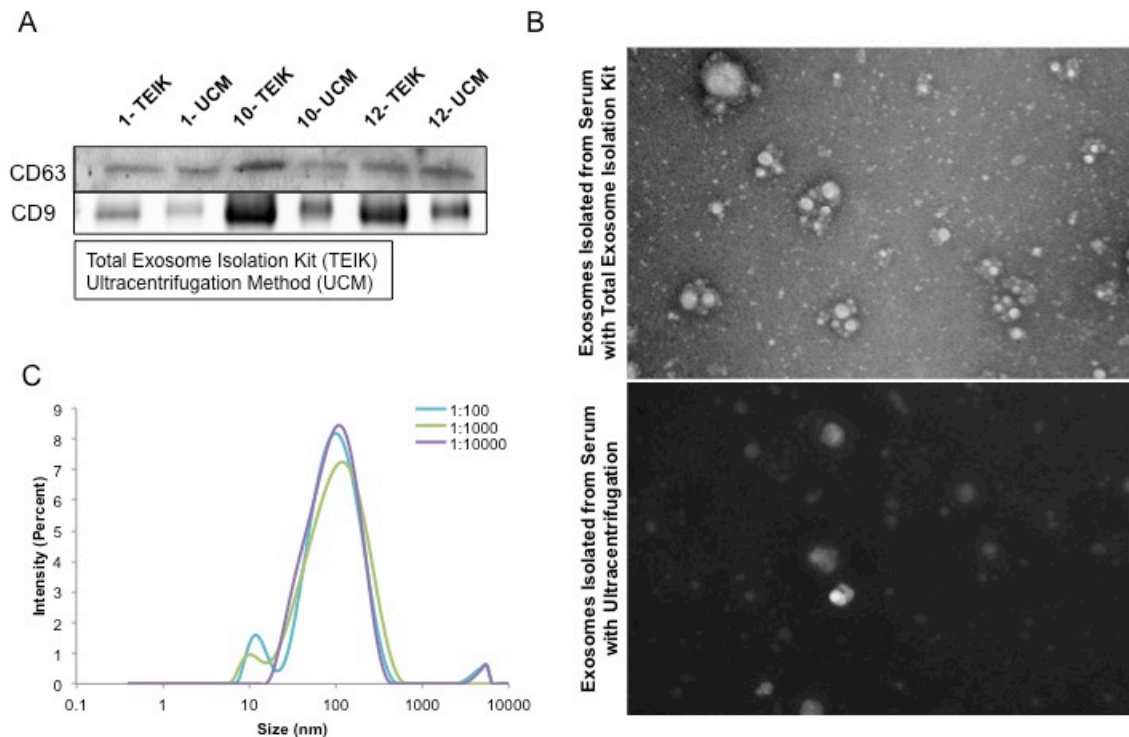 A
1- TEIK
1- UCM
10- TEIK
10- UCM
12- TEIK
12- UCM
CD63
CD9
Total Exosome Isolation Kit (TEIK)
Ultracentrifugation Method (UCM)
B
Exosomes Isolated from Serum
with Total Exosome Isolation Kit
Exosomes Isolated from Serum
with Ultracentrifugation
C
Intensity (Percent)
9
8
7
6
5
4
3
2
1
0
0.1
1
10
100
1000
10000
Size (nm)
1:100
1:1000
1:10000